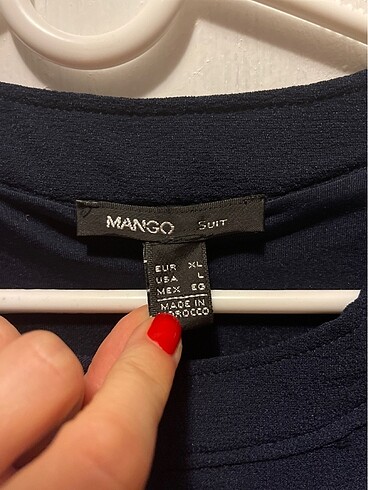 MANGO SUIT
EUR XL
USA L
MEX EG
MADE IN
MOROCCO